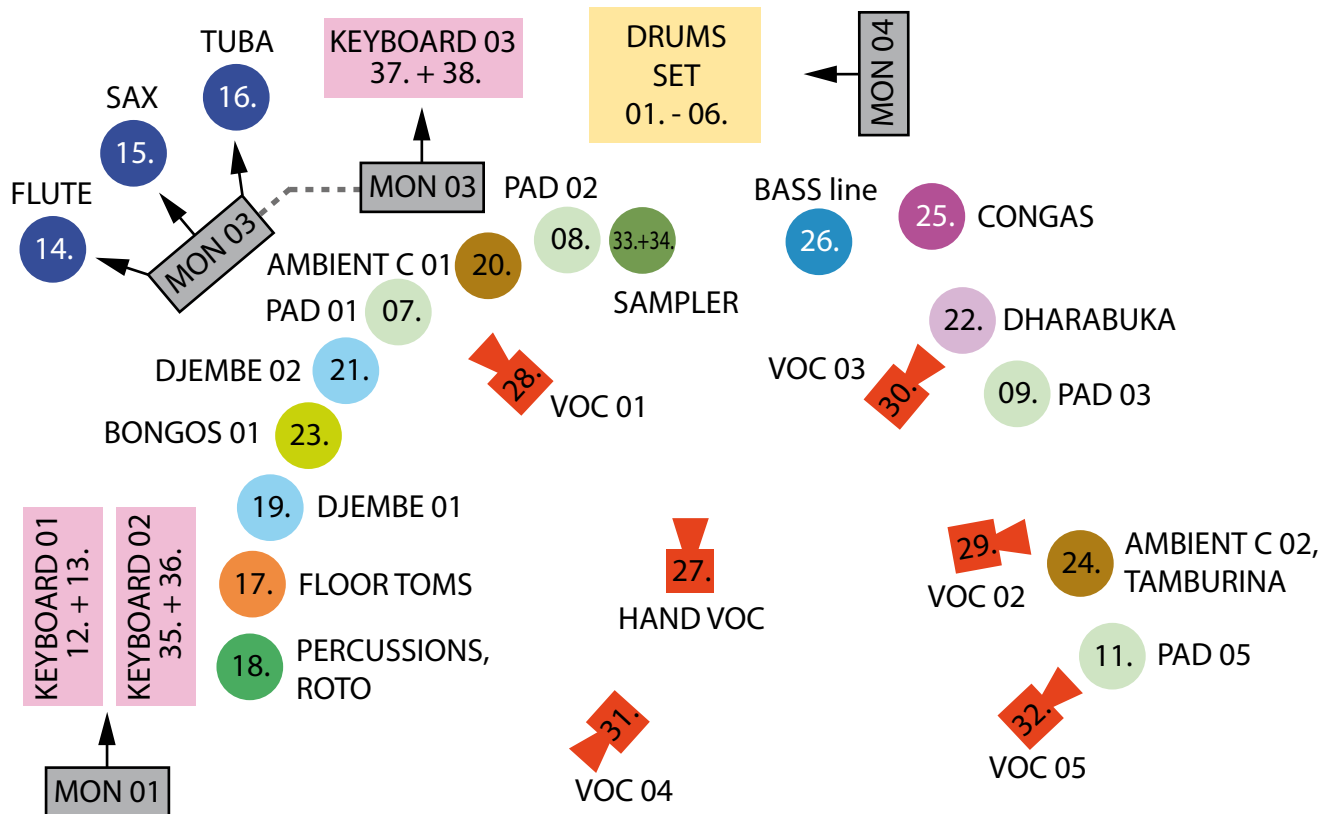 TUBA
16.
KEYBOARD 03
37. + 38.
DRUMS
SET
01. - 06.
MON 04
SAX
15.
FLUTE
14.
MON 03
MON 03
PAD 02
08.
33.+34.
SAMPLER
BASS line
26.
25.
CONGAS
AMBIENT C 01
20.
PAD 01
07.
22.
DHARABUKA
DJEMBE 02
21.
28.
VOC 01
VOC 03
30.
09.
PAD 03
BONGOS 01
23.
19.
DJEMBE 01
KEYBOARD 01
12. + 13.
KEYBOARD 02
35. + 36.
17.
FLOOR TOMS
27.
HAND VOC
29.
VOC 02
24.
AMBIENT C 02,
TAMBURINA
18.
PERCUSSIONS,
ROTO
11.
PAD 05
31.
VOC 04
32.
VOC 05
MON 01